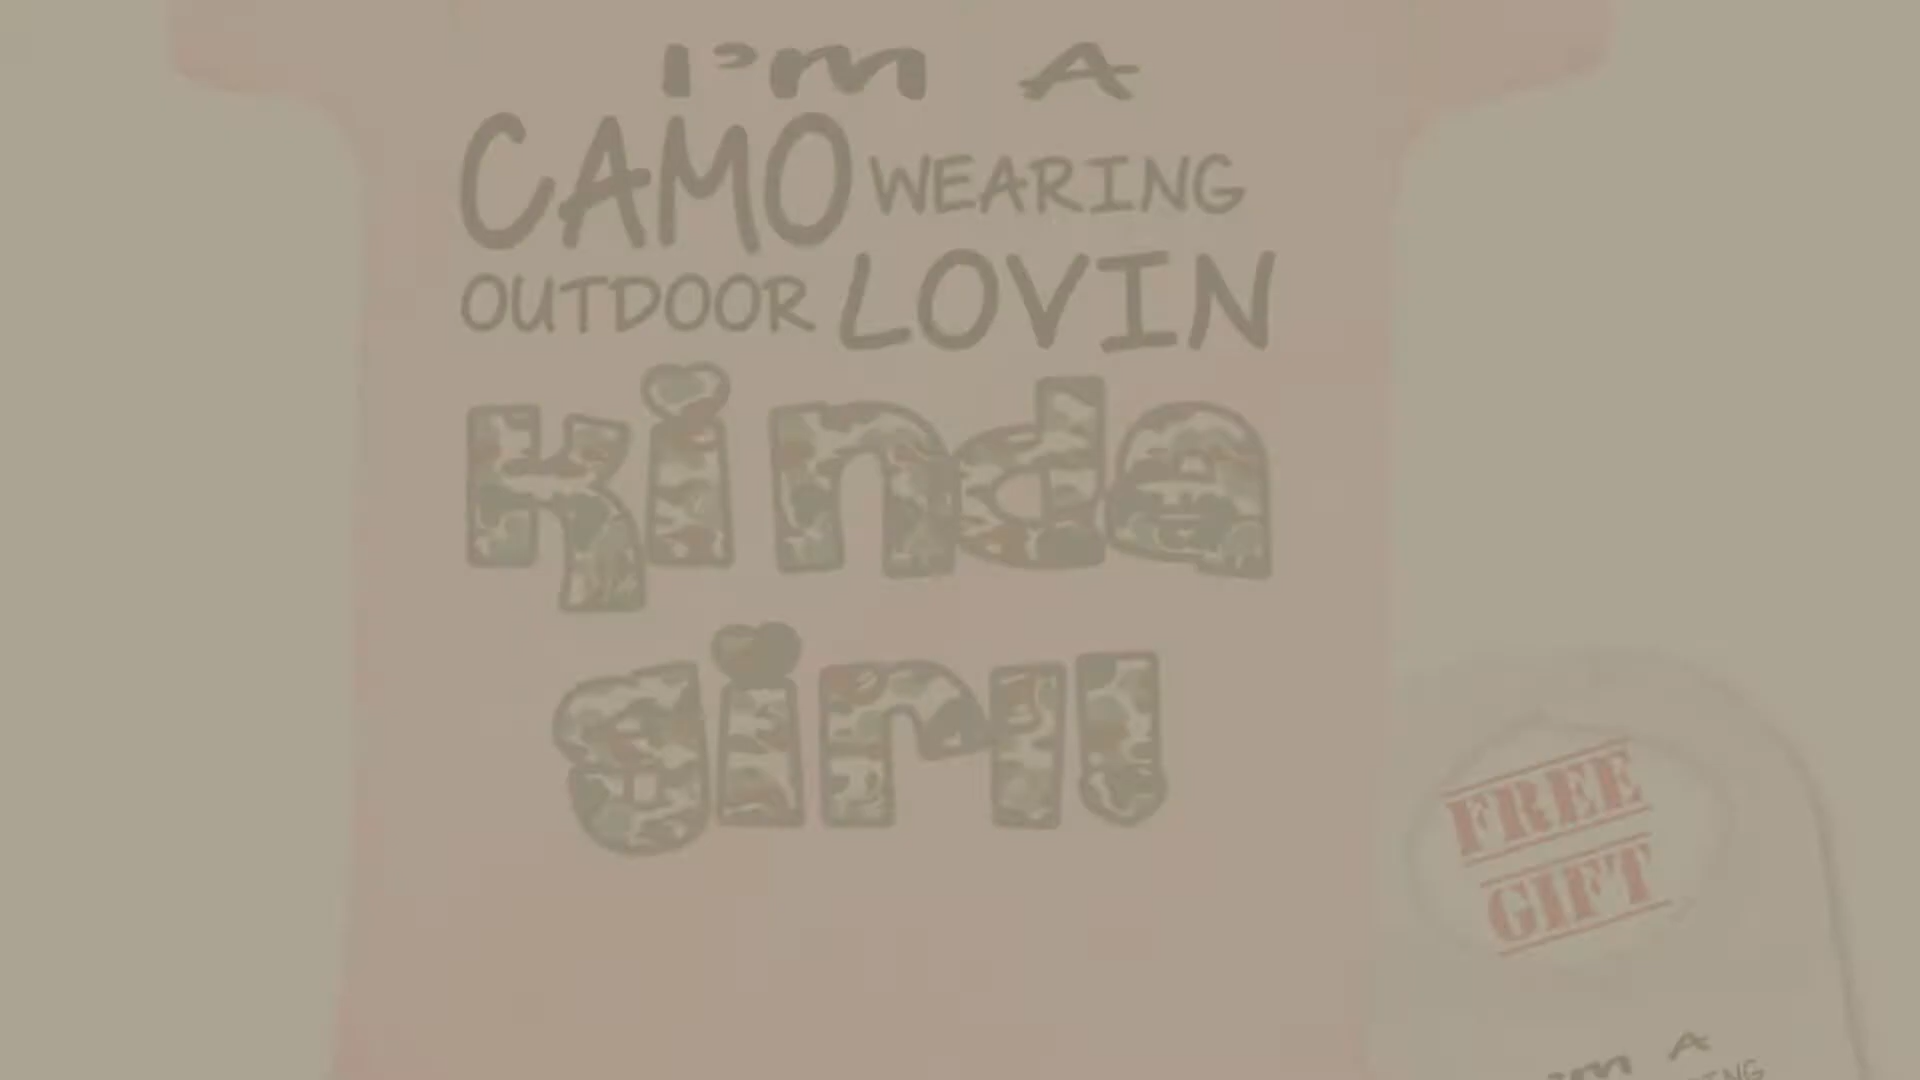 I'm A
CAMO WEARING
OUTDOOR LOVIN
kinda
girl!
FREE
GIFT
I'm A